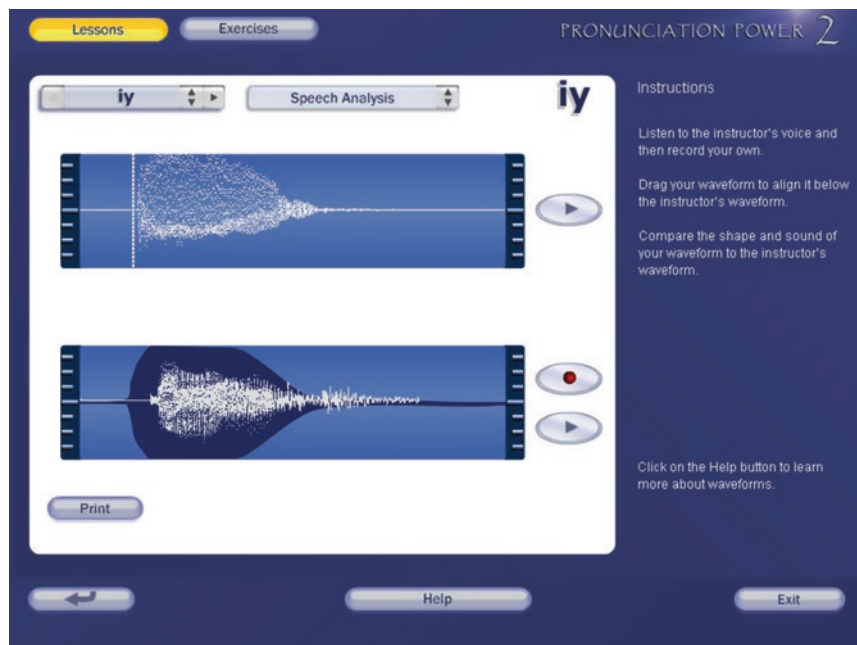 Lessons
Exercises
PRONUNCIATION POWER 2
iy
Speech Analysis
iy
Instructions
Listen to the instructor's voice and
then record your own.
Drag your waveform to align it below
the instructor's waveform.
Compare the shape and sound of
your waveform to the instructor's
waveform.
Click on the Help button to learn
more about waveforms.
Print
Help
Exit